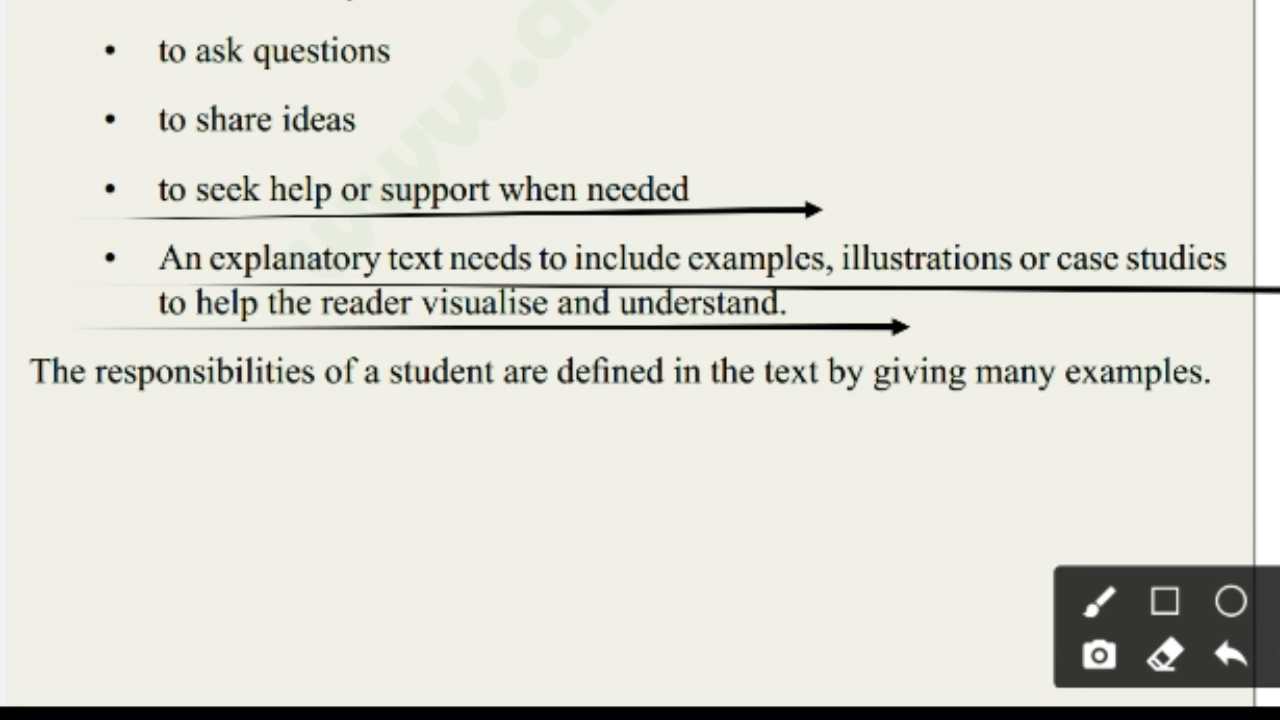 • to ask questions
• to share ideas
• to seek help or support when needed
• An explanatory text needs to include examples, illustrations or case studies
to help the reader visualise and understand.
The responsibilities of a student are defined in the text by giving many examples.